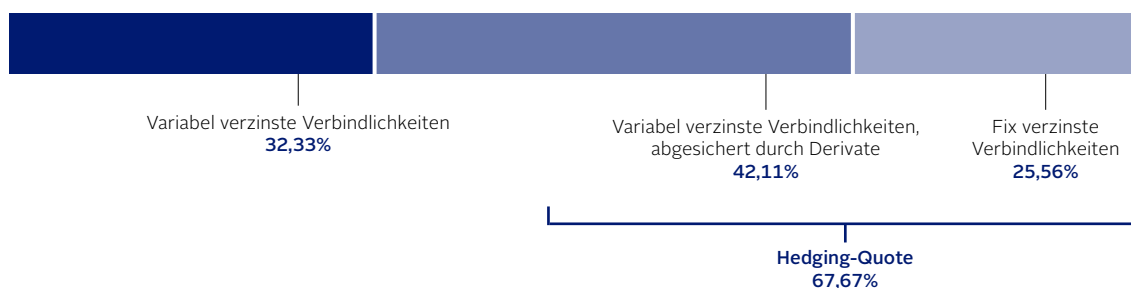 Variabel verzinste Verbindlichkeiten
32,33%
Variabel verzinste Verbindlichkeiten,
abgesichert durch Derivate
42,11%
Fix verzinste
Verbindlichkeiten
25,56%
Hedging-Quote
67,67%